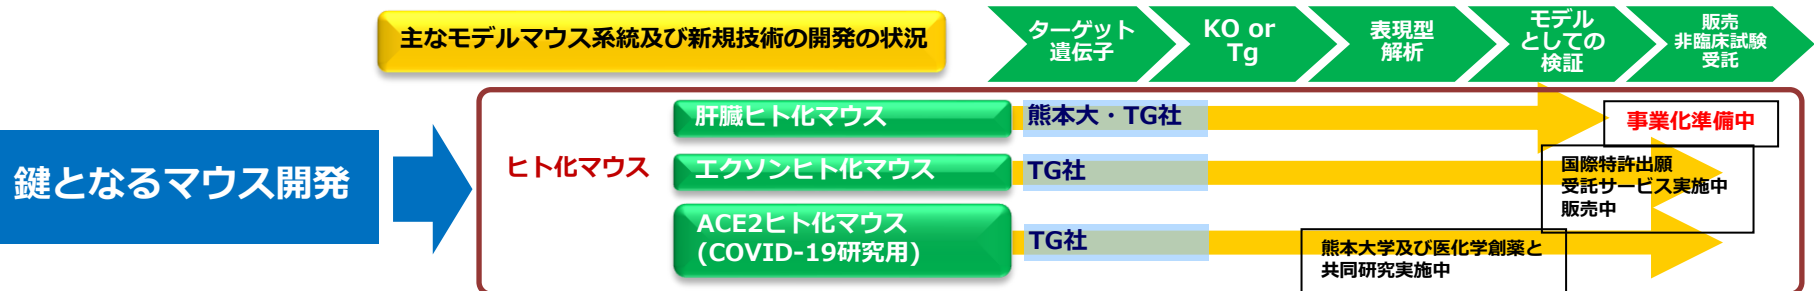 主なモデルマウス系統及び新規技術の開発の状況
ターゲット
遺伝子
KO or
Tg
表現型
解析
モデル
としての
検証
販売
非臨床試験
受託
鍵となるマウス開発
ヒト化マウス
肝臓ヒト化マウス
熊本大・TG社
事業化準備中
エクソンヒト化マウス
TG社
国際特許出願
受託サービス実施中
販売中
ACE2ヒト化マウス
(COVID-19研究用)
TG社
熊本大学及び医化学創薬と
共同研究実施中